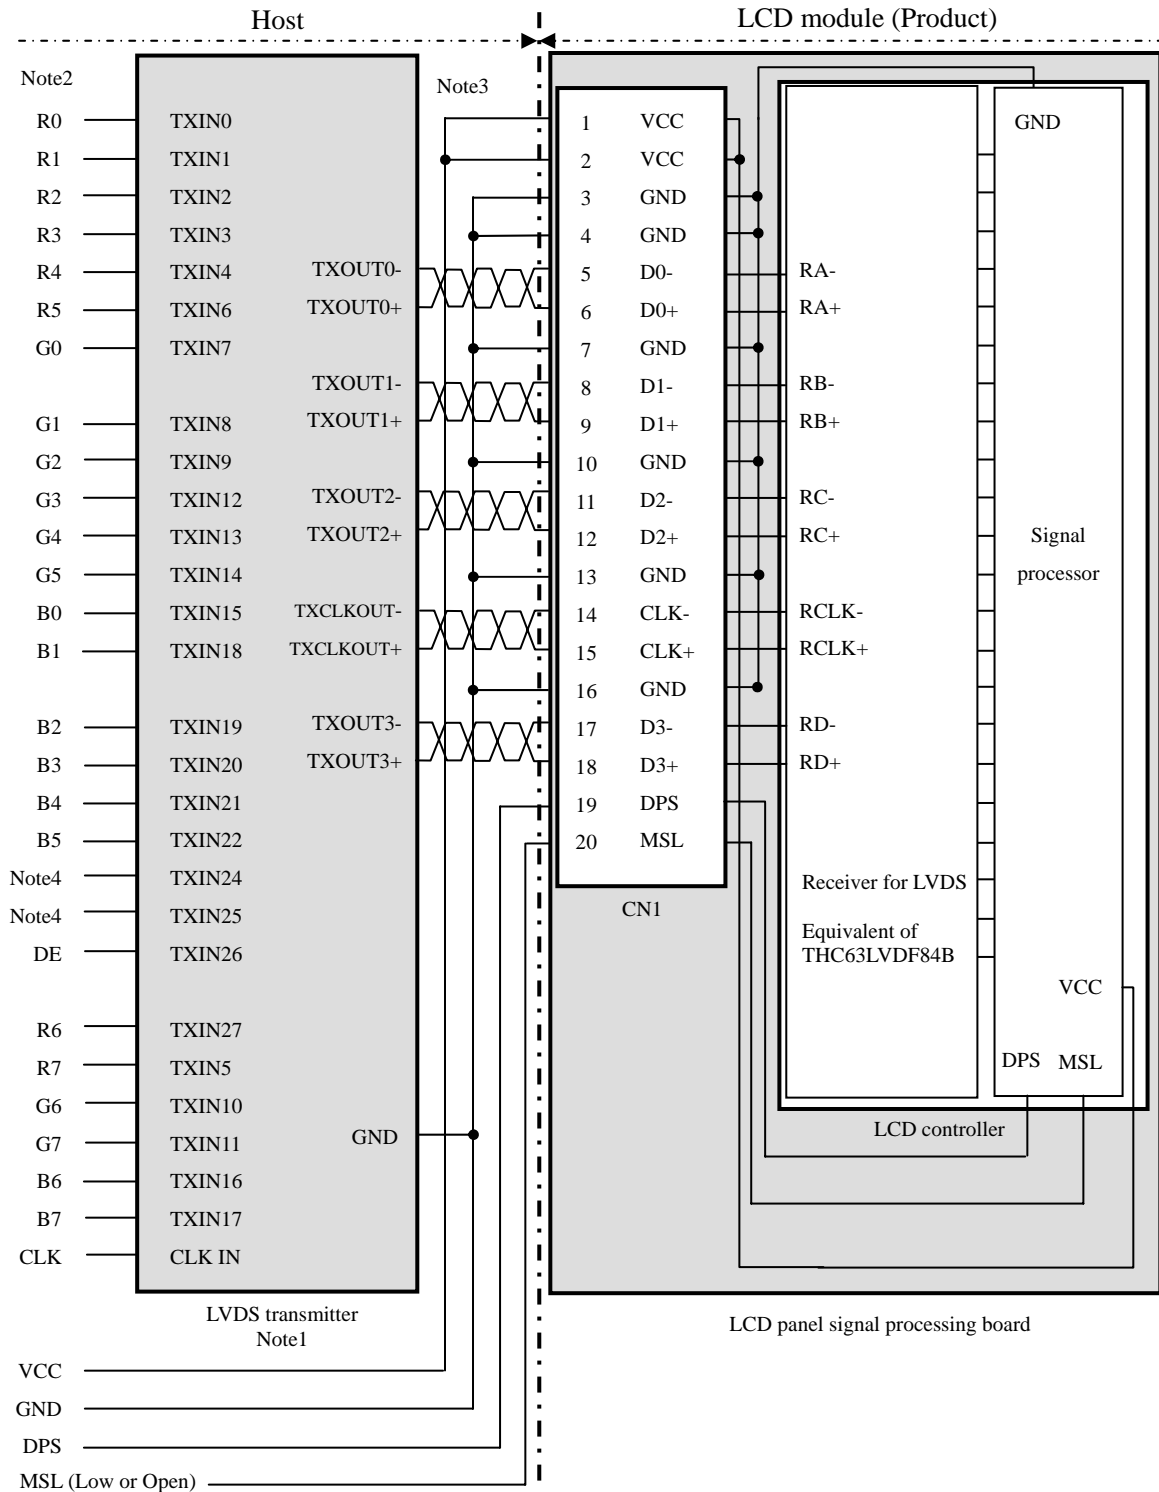 Host
LCD module (Product)
Note2
Note3
R0 TXIN0
R1 TXIN1
R2 TXIN2
R3 TXIN3
R4 TXIN4 TXOUT0-
R5 TXIN6 TXOUT0+
G0 TXIN7
TXOUT1-
G1 TXIN8 TXOUT1+
G2 TXIN9
G3 TXIN12 TXOUT2-
G4 TXIN13 TXOUT2+
G5 TXIN14
B0 TXIN15 TXCLKOUT-
B1 TXIN18 TXCLKOUT+
B2 TXIN19 TXOUT3-
B3 TXIN20 TXOUT3+
B4 TXIN21
B5 TXIN22
Note4 TXIN24
Note4 TXIN25
DE TXIN26
R6 TXIN27
R7 TXIN5
G6 TXIN10
G7 TXIN11 GND
B6 TXIN16
B7 TXIN17
CLK CLK IN
LVDS transmitter
Note1
VCC
GND
DPS
MSL (Low or Open)
1 VCC
2 VCC
3 GND
4 GND
5 D0-
6 D0+
7 GND
8 D1-
9 D1+
10 GND
11 D2-
12 D2+
13 GND
14 CLK-
15 CLK+
16 GND
17 D3-
18 D3+
19 DPS
20 MSL
CN1
RA-
RA+
RB-
RB+
RC-
RC+
RCLK-
RCLK+
RD-
RD+
Receiver for LVDS
Equivalent of
THC63LVDF84B
GND
Signal
processor
VCC
DPS MSL
LCD controller
LCD panel signal processing board